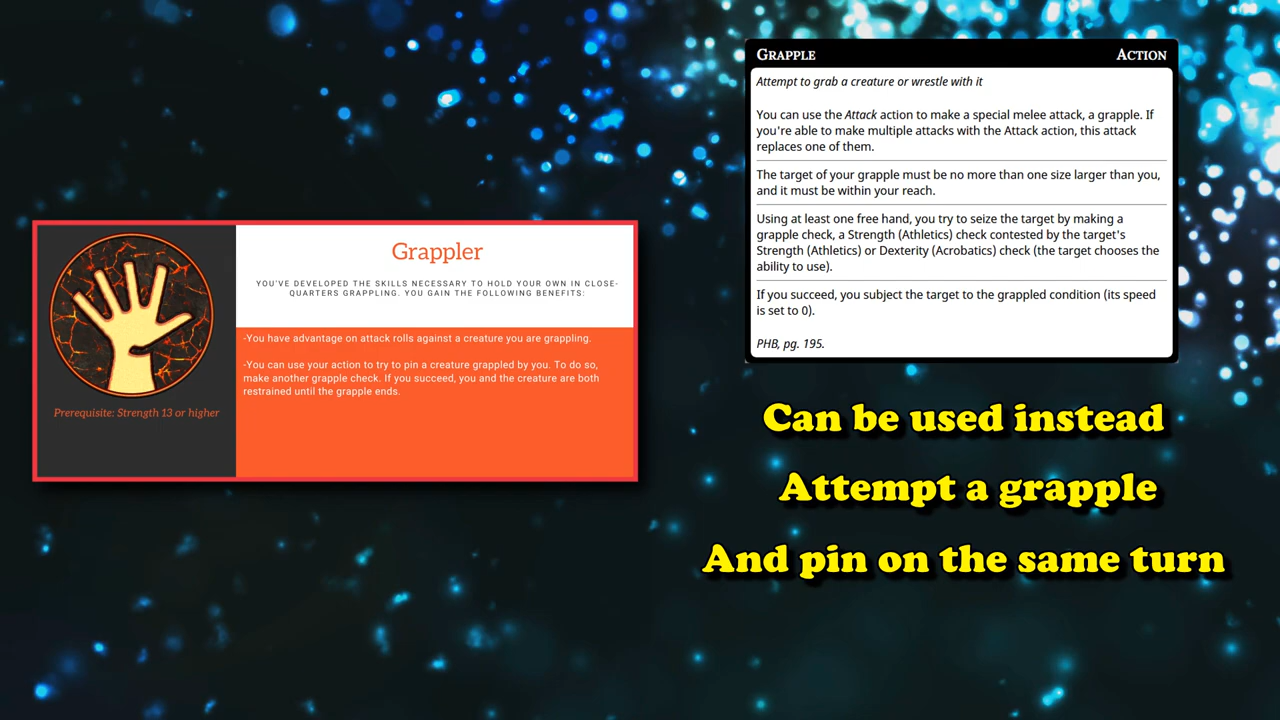 Grappler
YOU'VE DEVELOPED THE SKILLS NECESSARY TO HOLD YOUR OWN IN CLOSE-
QUARTERS GRAPPLING. YOU GAIN THE FOLLOWING BENEFITS:
-You have advantage on attack rolls against a creature you are grappling.
-You can use your action to try to pin a creature grappled by you. To do so,
make another grapple check. If you succeed, you and the creature are both
restrained until the grapple ends.
Prerequisite: Strength 13 or higher
GRAPPLE ACTION
Attempt to grab a creature or wrestle with it
You can use the Attack action to make a special melee attack, a grapple. If
you're able to make multiple attacks with the Attack action, this attack
replaces one of them.
The target of your grapple must be no more than one size larger than you,
and it must be within your reach.
Using at least one free hand, you try to seize the target by making a
grapple check, a Strength (Athletics) check contested by the target's
Strength (Athletics) or Dexterity (Acrobatics) check (the target chooses the
ability to use).
If you succeed, you subject the target to the grappled condition (its speed
is set to 0).
PHB, pg. 195.
Can be used instead
Attempt a grapple
And pin on the same turn